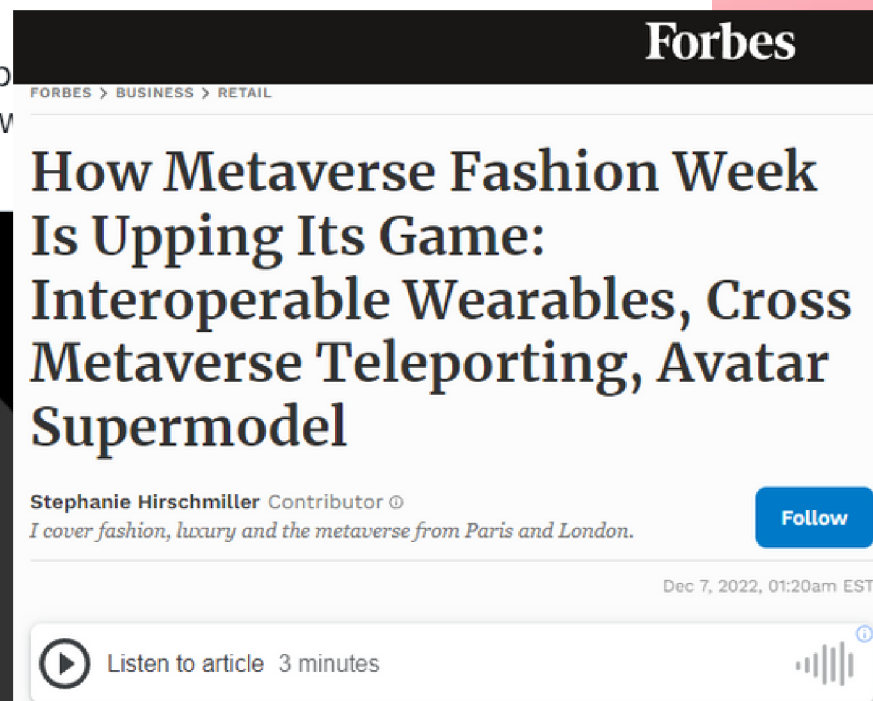 Forbes
FORBES > BUSINESS > RETAIL
How Metaverse Fashion Week
Is Upping Its Game:
Interoperable Wearables, Cross
Metaverse Teleporting, Avatar
Supermodel
Stephanie Hirschmiller Contributor
I cover fashion, luxury and the metaverse from Paris and London.
Follow
Dec 7, 2022, 01:20am EST
Listen to article 3 minutes